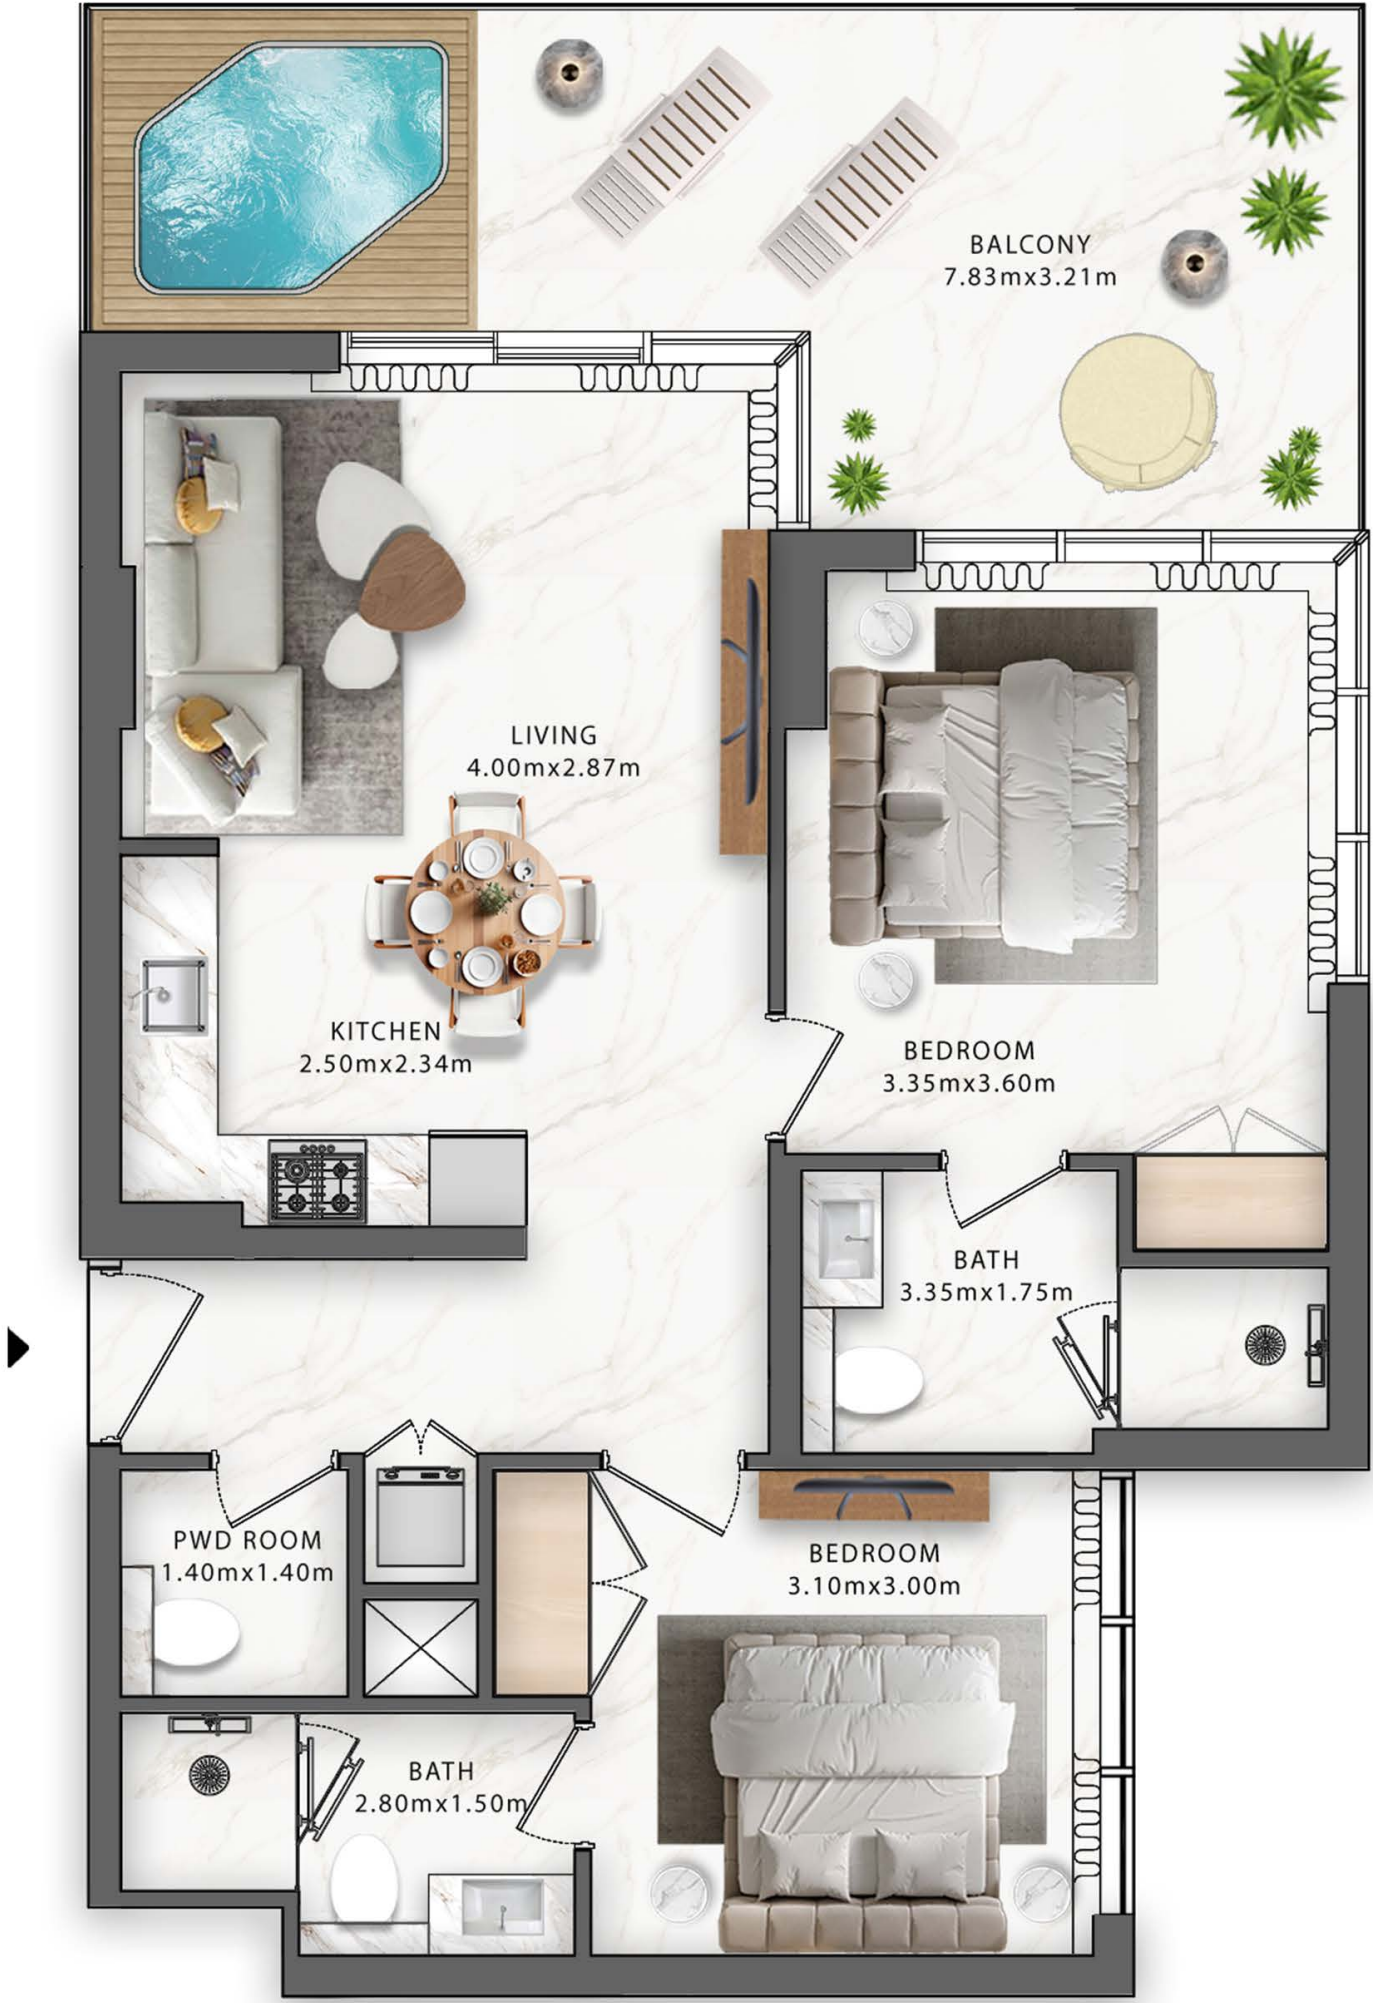 BALCONY
7.83mx3.21m
LIVING
4.00mx2.87m
KITCHEN
2.50mx2.34m
BEDROOM
3.35mx3.60m
BATH
3.35mx1.75m
PWD ROOM
1.40mx1.40m
BEDROOM
3.10mx3.00m
BATH
2.80mx1.50m